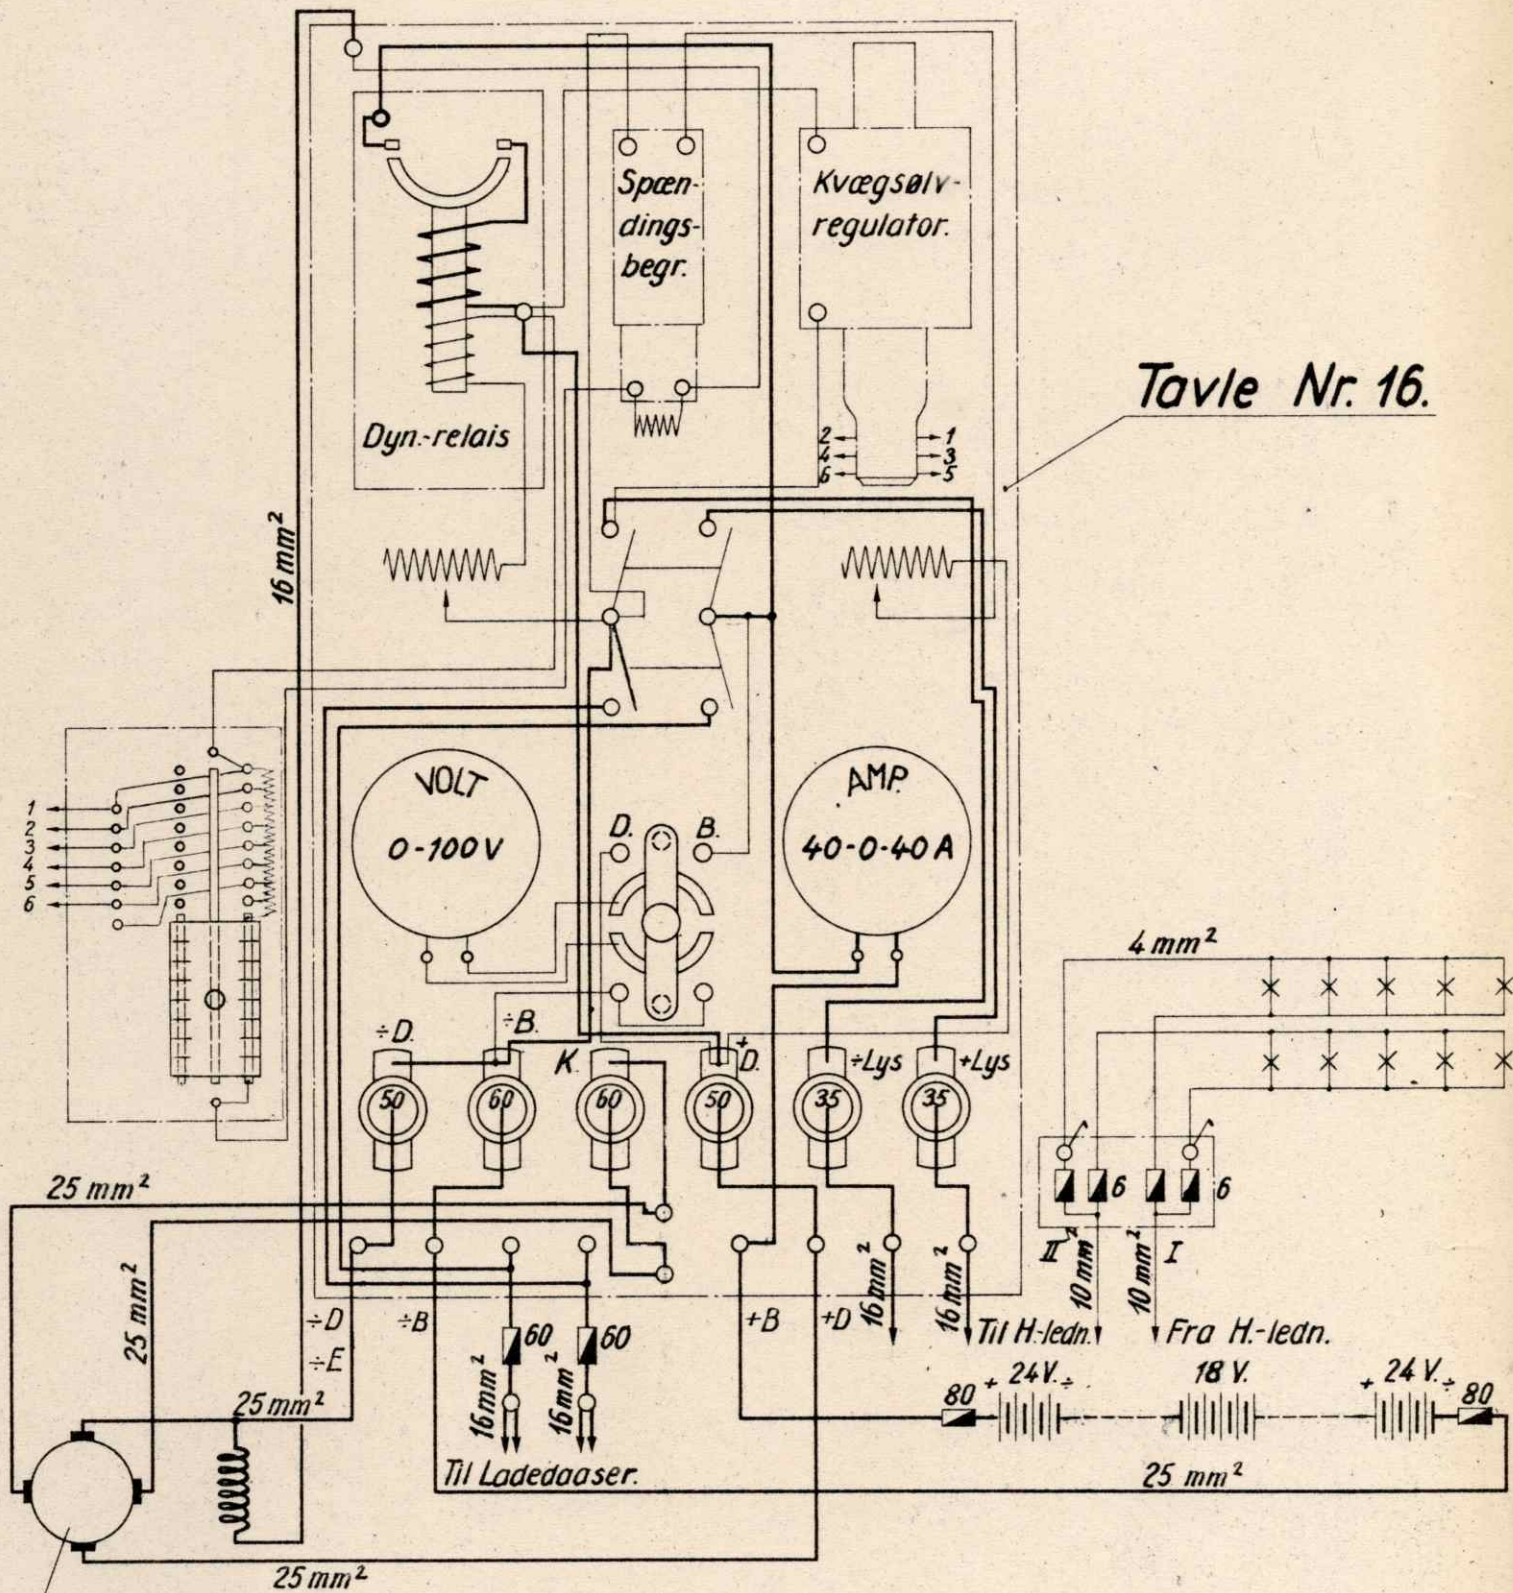 Spæn-
dings-
begr.
Kvægsølv-
regulator.
Tavle Nr. 16.
Dyn.-relais
2 1
4 3
6 5
16 mm²
VOLT
0-100 V
AMP.
40-0-40 A
D. B.
1
2
3
4
5
6
4 mm²
÷D. ÷B. K. +D. ÷Lys +Lys
50 60 60 50 35 35
6 6
25 mm²
II I
10 mm² 10 mm²
16 mm² 16 mm²
25 mm²
÷D ÷B +B +D
÷E
60 60
16 mm² 16 mm²
Til H-ledn. Fra H.-ledn.
80 + 24 V. ÷ 18 V. + 24 V. ÷ 80
25 mm²
Til Ladedaaser.
25 mm²
25 mm²